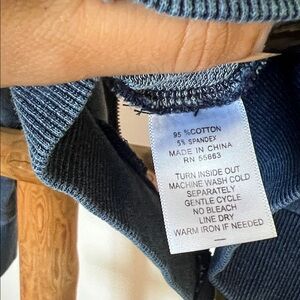 95 %COTTON
5% SPANDEX
MADE IN CHINA
RN 55663
TURN INSIDE OUT
MACHINE WASH COLD
SEPARATELY
GENTLE CYCLE
NO BLEACH
LINE DRY
WARM IRON IF NEEDED